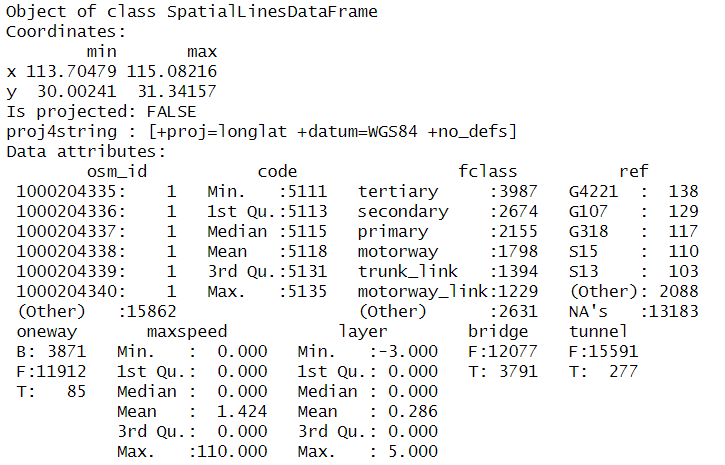 Object of class SpatialLinesDataFrame
Coordinates:
        min       max
x 113.70479 115.08216
y  30.00241  31.34157
Is projected: FALSE
proj4string : [+proj=longlat +datum=WGS84 +no_defs]
Data attributes:
       osm_id          code                fclass          ref
 1000204335:    1   Min.   :5111   tertiary     :3987   G4221  :  138
 1000204336:    1   1st Qu.:5113   secondary    :2674   G107   :  129
 1000204337:    1   Median :5115   primary      :2155   G318   :  117
 1000204338:    1   Mean   :5118   motorway     :1798   S15    :  110
 1000204339:    1   3rd Qu.:5131   trunk_link   :1394   S13    :  103
 1000204340:    1   Max.   :5135   motorway_link:1229   (Other): 2088
 (Other)   :15862                  (Other)      :2631   NA's   :13183
 oneway       maxspeed           layer        bridge    tunnel
 B: 3871   Min.   :  0.000   Min.   :-3.000   F:12077   F:15591
 F:11912   1st Qu.:  0.000   1st Qu.: 0.000   T: 3791   T:  277
 T:   85   Median :  0.000   Median : 0.000
           Mean   :  1.424   Mean   : 0.286
           3rd Qu.:  0.000   3rd Qu.: 0.000
           Max.   :110.000   Max.   : 5.000